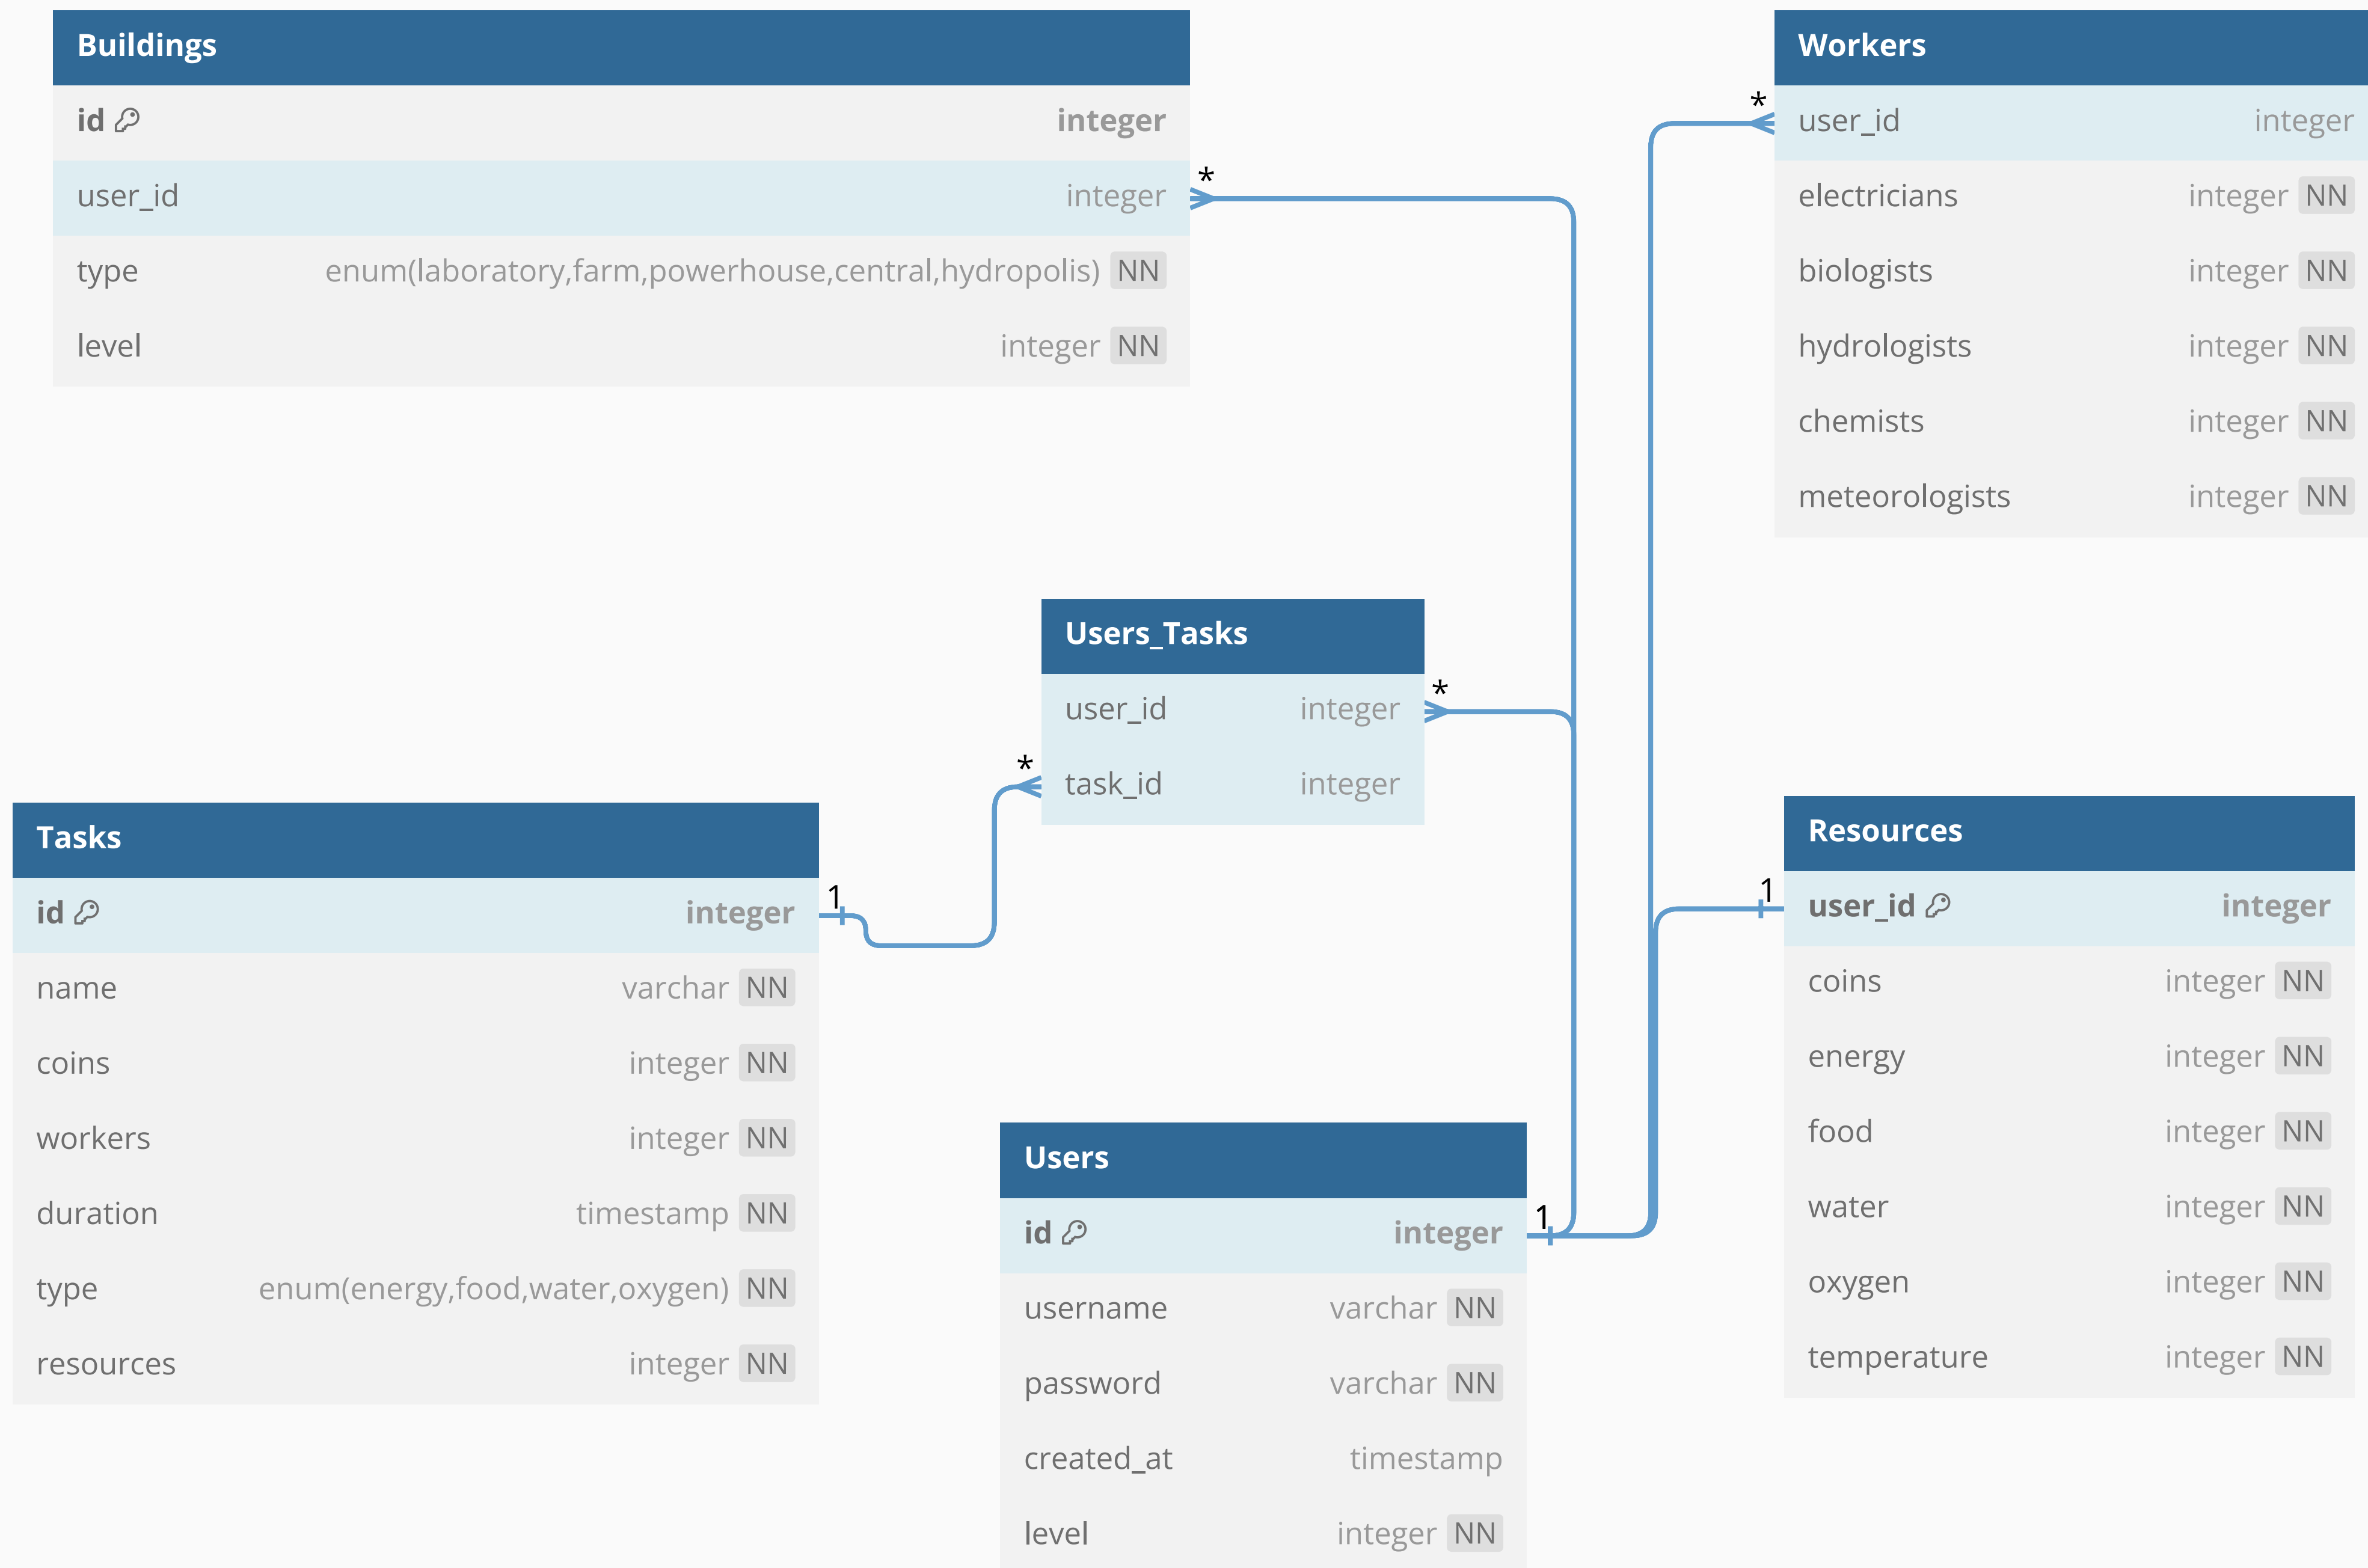 Buildings
id integer
user_id integer
type enum(laboratory,farm,powerhouse,central,hydropolis) NN
level integer NN
*
Workers
user_id integer
electricians integer NN
biologists integer NN
hydrologists integer NN
chemists integer NN
meteorologists integer NN
*
Users_Tasks
user_id integer
task_id integer
*
*
Tasks
id integer
name varchar NN
coins integer NN
workers integer NN
duration timestamp NN
type enum(energy,food,water,oxygen) NN
resources integer NN
1
Users
id integer
username varchar NN
password varchar NN
created_at timestamp
level integer NN
1
Resources
user_id integer
coins integer NN
energy integer NN
food integer NN
water integer NN
oxygen integer NN
temperature integer NN
1